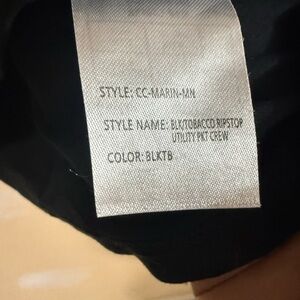 STYLE: CC-MARIN-MN
STYLE NAME: BLK/TOBACCO RIPSTOP
UTILITY PKT CREW
COLOR: BLKTB